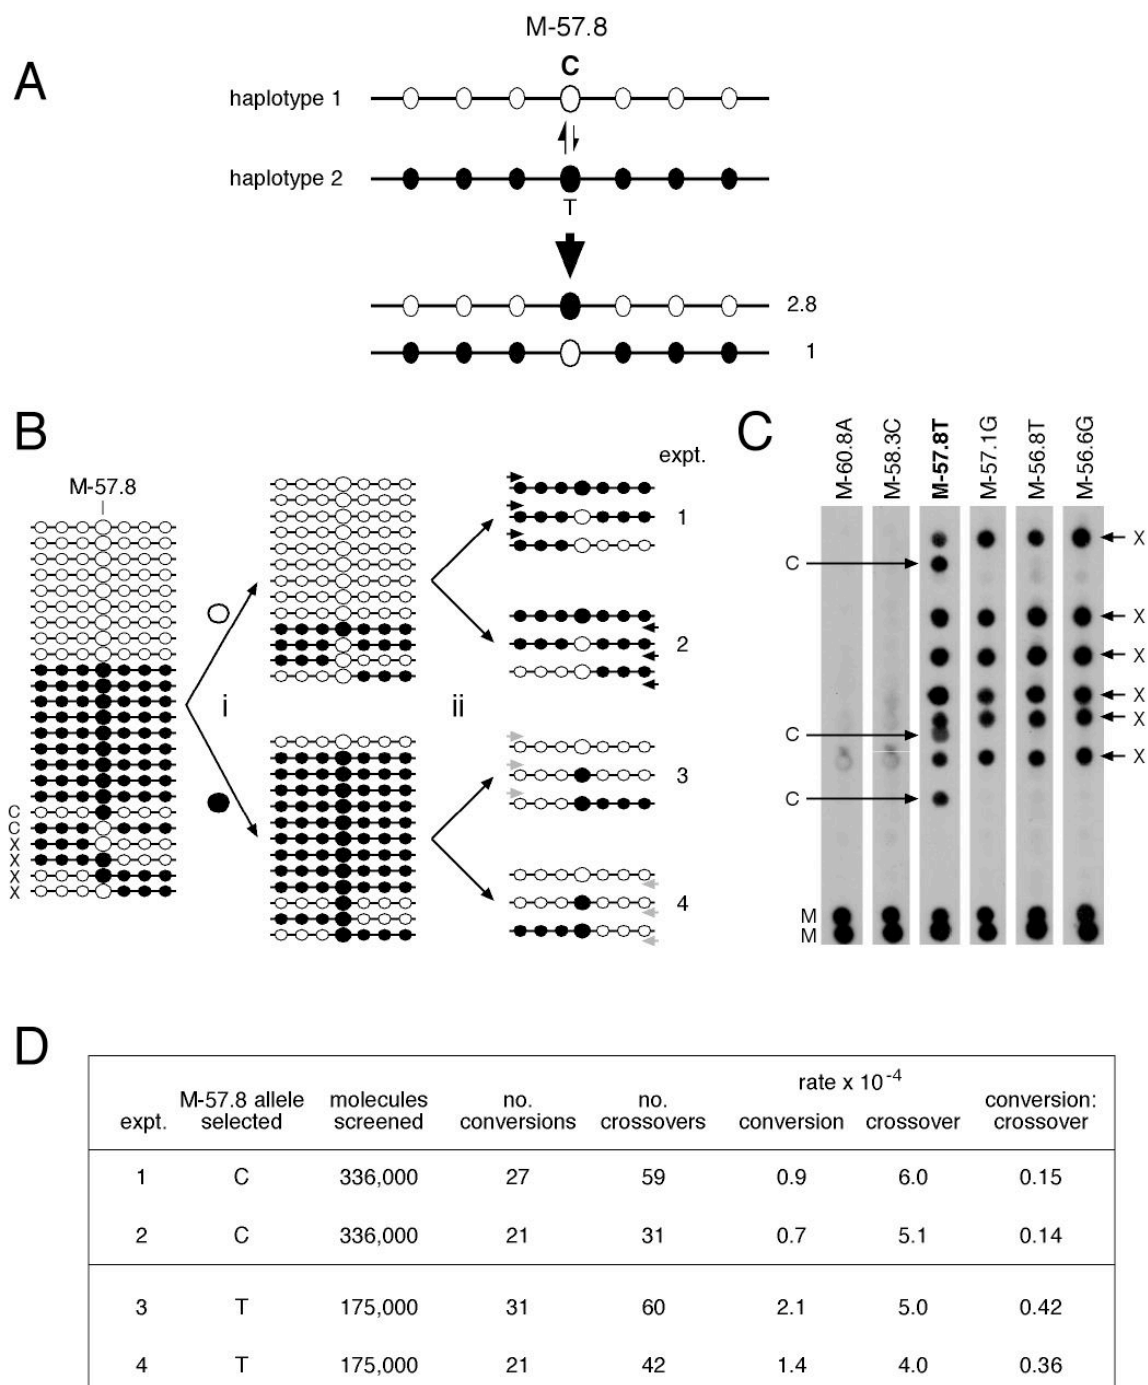 M-57.8
A
C
haplotype 1
haplotype 2
T
2.8
1
B
M-57.8
C
C
X
X
X
X
i
ii
expt.
1
2
3
4
C
M-60.8A
M-58.3C
M-57.8T
M-57.1G
M-56.8T
M-56.6G
X
C
X
X
X
X
C
X
C
M
M
D
expt. M-57.8 allele selected molecules screened no. conversions no. crossovers rate x 10-4 conversion crossover conversion: crossover
1 C 336,000 27 59 0.9 6.0 0.15
2 C 336,000 21 31 0.7 5.1 0.14
3 T 175,000 31 60 2.1 5.0 0.42
4 T 175,000 21 42 1.4 4.0 0.36